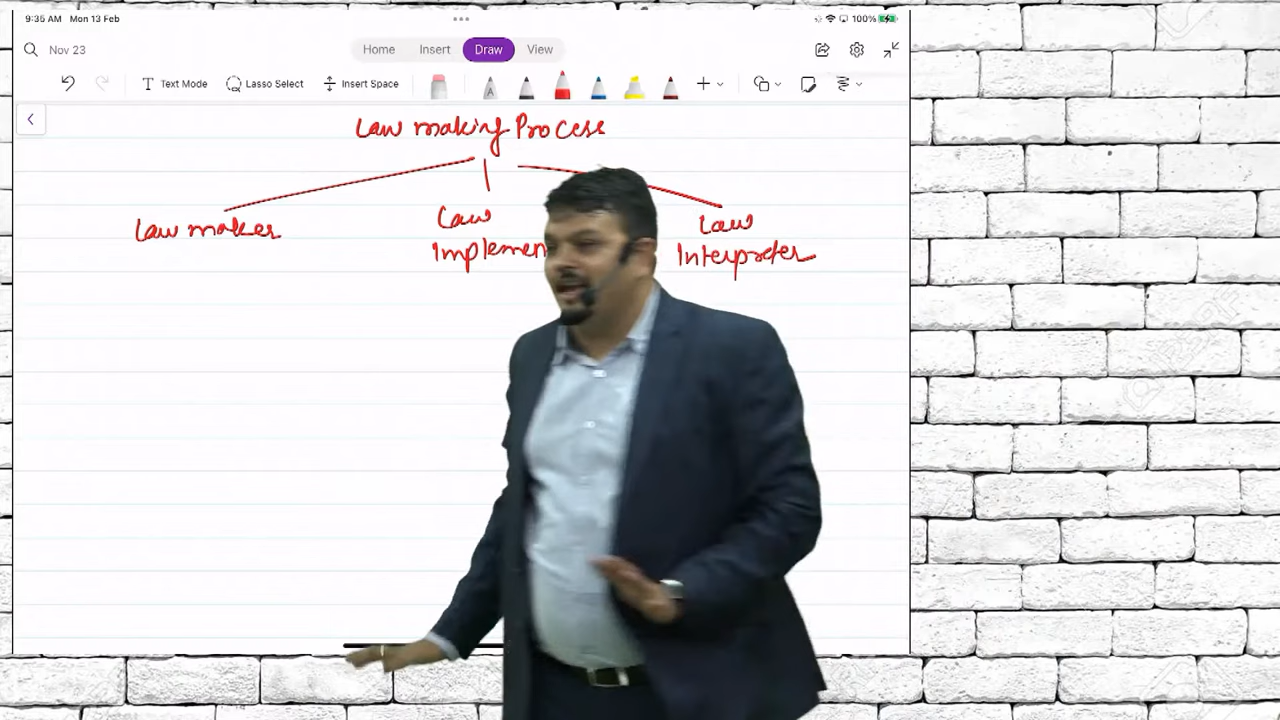 9:35 AM Mon 13 Feb
100%
Nov 23
Home Insert Draw View
Text Mode Lasso Select Insert Space
A
Law making Process
Law maker
Law
Implemen
Law
Interpreter